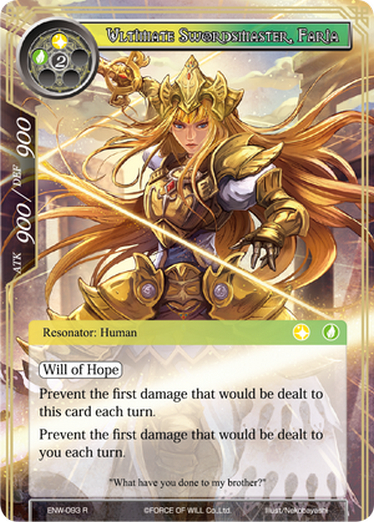 Ultimate Swordsmaster, Faria
2
ATK 900 / DEF 900
Resonator: Human
Will of Hope
Prevent the first damage that would be dealt to
this card each turn.
Prevent the first damage that would be dealt to
you each turn.
"What have you done to my brother?"
ENW-093 R ©FORCE OF WILL Co.,Ltd. Illust/Nekobayashi